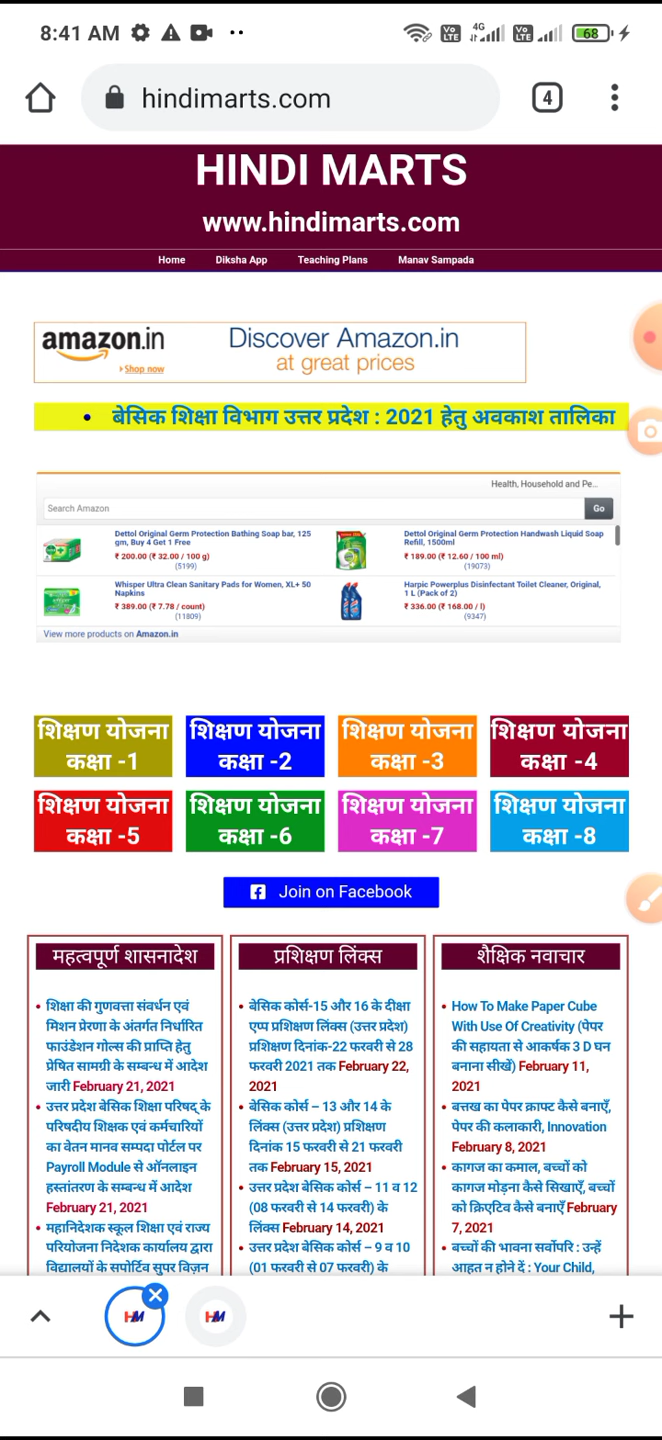 8:41 AM
4G
Vo
LTE
Vo
LTE
68
hindimarts.com
4
HINDI MARTS
www.hindimarts.com
Home Diksha App Teaching Plans Manav Sampada
amazon.in
Shop now
Discover Amazon.in
at great prices
• बेसिक शिक्षा विभाग उत्तर प्रदेश : 2021 हेतु अवकाश तालिका
Health, Household and Pe...
Search Amazon Go
Dettol Original Germ Protection Bathing Soap bar, 125
gm, Buy 4 Get 1 Free
₹ 200.00 (₹ 32.00 / 100 g)
(5199)
Dettol Original Germ Protection Handwash Liquid Soap
Refill, 1500ml
₹ 189.00 (₹ 12.60 / 100 ml)
(19073)
Whisper Ultra Clean Sanitary Pads for Women, XL+ 50
Napkins
₹ 389.00 (₹ 7.78 / count)
(11809)
Harpic Powerplus Disinfectant Toilet Cleaner, Original,
1 L (Pack of 2)
₹ 336.00 (₹ 168.00 / l)
(9347)
View more products on Amazon.in
शिक्षण योजना
कक्षा -1
शिक्षण योजना
कक्षा -2
शिक्षण योजना
कक्षा -3
शिक्षण योजना
कक्षा -4
शिक्षण योजना
कक्षा -5
शिक्षण योजना
कक्षा -6
शिक्षण योजना
कक्षा -7
शिक्षण योजना
कक्षा -8
Join on Facebook
महत्वपूर्ण शासनादेश
• शिक्षा की गुणवत्ता संवर्धन एवं
मिशन प्रेरणा के अंतर्गत निर्धारित
फाउंडेशन गोल्स की प्राप्ति हेतु
प्रेषित सामग्री के सम्बन्ध में आदेश
जारी February 21, 2021
• उत्तर प्रदेश बेसिक शिक्षा परिषद् के
परिषदीय शिक्षक एवं कर्मचारियों
का वेतन मानव सम्पदा पोर्टल पर
Payroll Module से ऑनलाइन
हस्तांतरण के सम्बन्ध में आदेश
February 21, 2021
• महानिदेशक स्कूल शिक्षा एवं राज्य
परियोजना निदेशक कार्यालय द्वारा
विद्यालयों के सपोर्टिव सुपर विज़न
प्रशिक्षण लिंक्स
• बेसिक कोर्स-15 और 16 के दीक्षा
एप्प प्रशिक्षण लिंक्स (उत्तर प्रदेश)
प्रशिक्षण दिनांक-22 फरवरी से 28
फरवरी 2021 तक February 22,
2021
• बेसिक कोर्स – 13 और 14 के
लिंक्स (उत्तर प्रदेश) प्रशिक्षण
दिनांक 15 फरवरी से 21 फरवरी
तक February 15, 2021
• उत्तर प्रदेश बेसिक कोर्स – 11 व 12
(08 फरवरी से 14 फरवरी) के
लिंक्स February 14, 2021
• उत्तर प्रदेश बेसिक कोर्स – 9 व 10
(01 फरवरी से 07 फरवरी) के
शैक्षिक नवाचार
• How To Make Paper Cube
With Use Of Creativity (पेपर
की सहायता से आकर्षक 3 D घन
बनाना सीखें) February 11,
2021
• बत्तख का पेपर क्राफ्ट कैसे बनाएँ,
पेपर की कलाकारी, Innovation
February 8, 2021
• कागज का कमाल, बच्चों को
कागज मोड़ना कैसे सिखाएँ, बच्चों
को क्रिएटिव कैसे बनाएँ February
7, 2021
• बच्चों की भावना सर्वोपरि : उन्हें
आहत न होने दें : Your Child,
HM HM